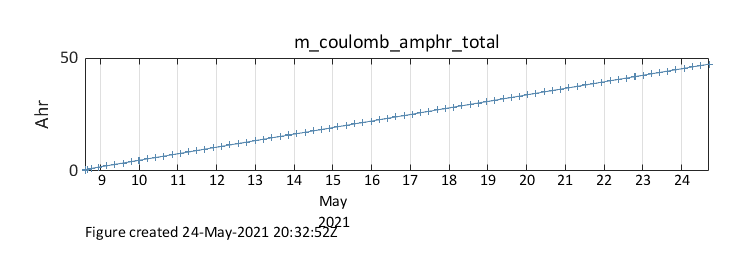 m_coulomb_amphr_total
50
Ahr
0
9 10 11 12 13 14 15 16 17 18 19 20 21 22 23 24
May
2021
Figure created 24-May-2021 20:32:52Z